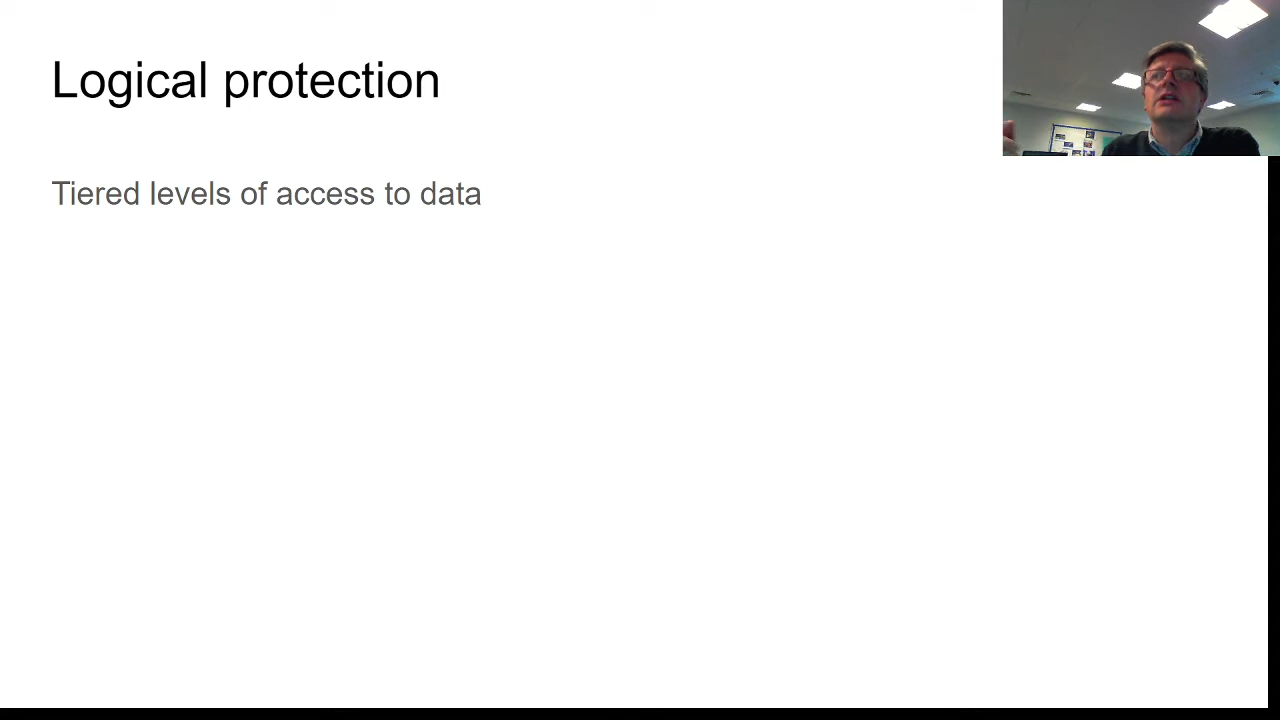 Logical protection
Tiered levels of access to data